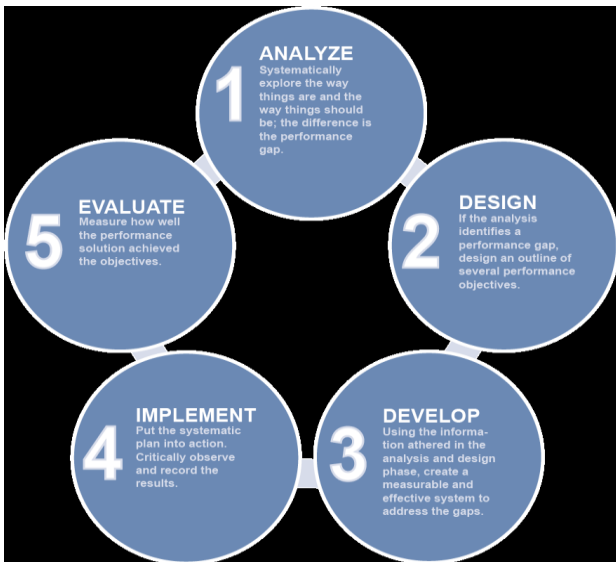 1
ANALYZE
Systematically
explore the way
things are and the
way things should
be; the difference is
the performance
gap.
2
DESIGN
If the analysis
identifies a
performance gap,
design an outline of
several performance
objectives.
3
DEVELOP
Using the informa-
tion athered in the
analysis and design
phase, create a
measurable and
effective system to
address the gaps.
4
IMPLEMENT
Put the systematic
plan into action.
Critically observe
and record the
results.
5
EVALUATE
Measure how well
the performance
solution achieved
the objectives.